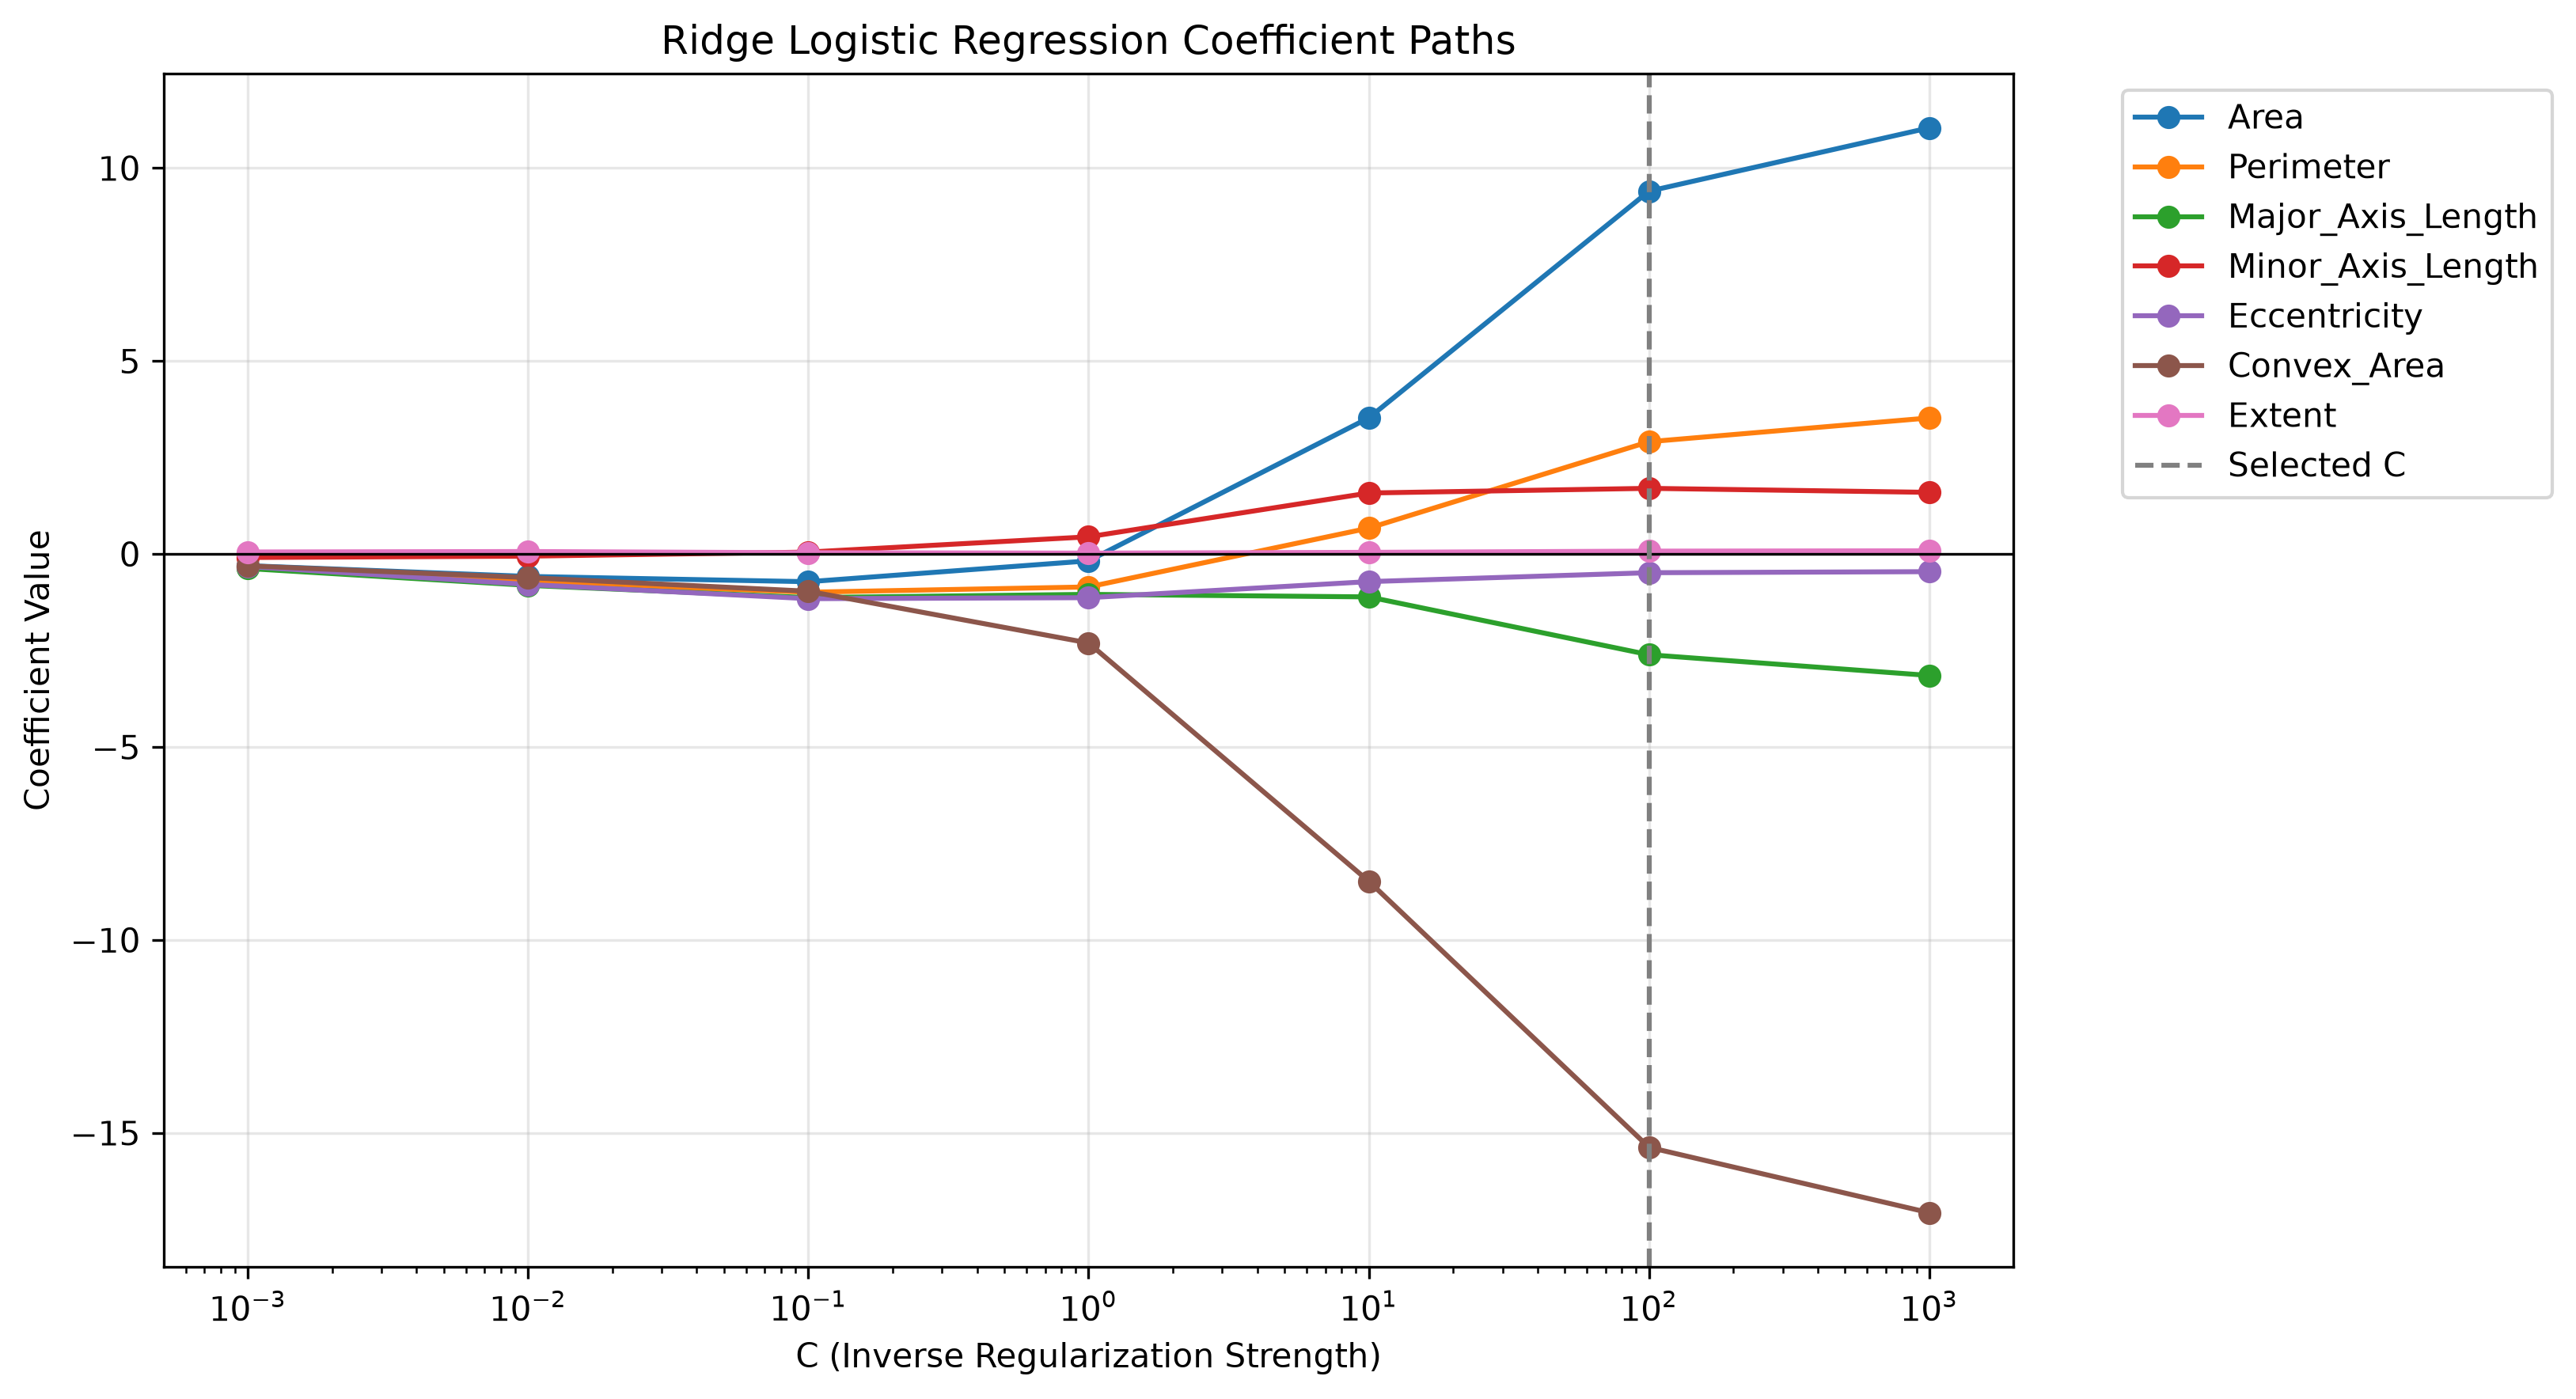 Ridge Logistic Regression Coefficient Paths
Coefficient Value
10
5
0
−5
−10
−15
10⁻³ 10⁻² 10⁻¹ 10⁰ 10¹ 10² 10³
C (Inverse Regularization Strength)
Area
Perimeter
Major_Axis_Length
Minor_Axis_Length
Eccentricity
Convex_Area
Extent
Selected C